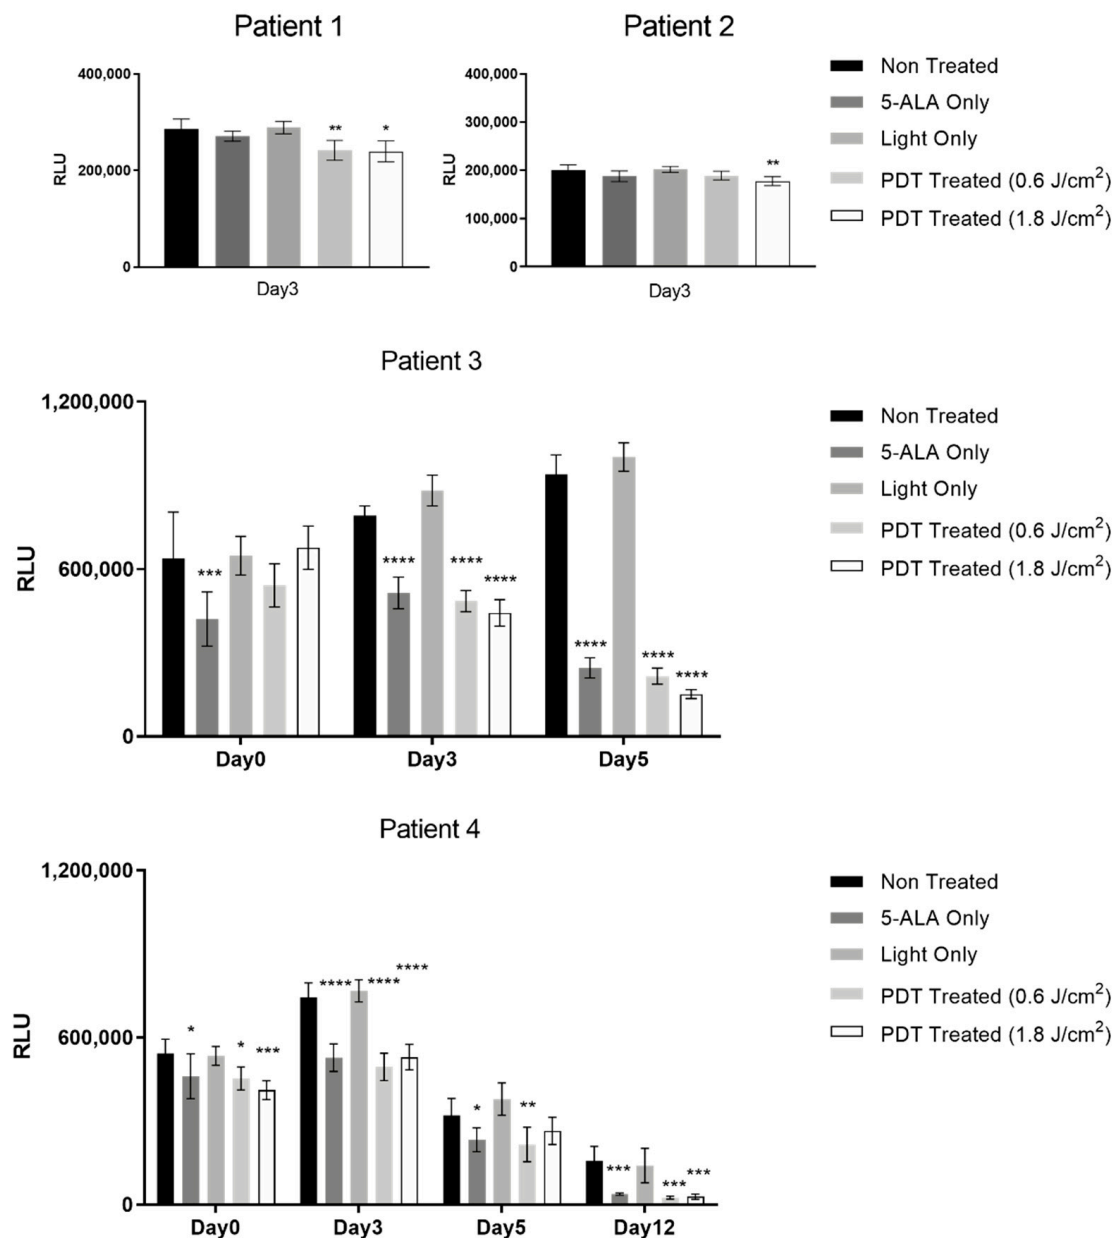 Patient 1
400,000
200,000
0
RLU
** *
Day3
Patient 2
400,000
300,000
200,000
100,000
0
RLU
**
Day3
Non Treated
5-ALA Only
Light Only
PDT Treated (0.6 J/cm²)
PDT Treated (1.8 J/cm²)
Patient 3
1,200,000
600,000
0
RLU
***
**** **** ****
**** **** ****
Day0 Day3 Day5
Non Treated
5-ALA Only
Light Only
PDT Treated (0.6 J/cm²)
PDT Treated (1.8 J/cm²)
Patient 4
1,200,000
600,000
0
RLU
* * ***
**** **** ****
* **
*** *** ***
Day0 Day3 Day5 Day12
Non Treated
5-ALA Only
Light Only
PDT Treated (0.6 J/cm²)
PDT Treated (1.8 J/cm²)